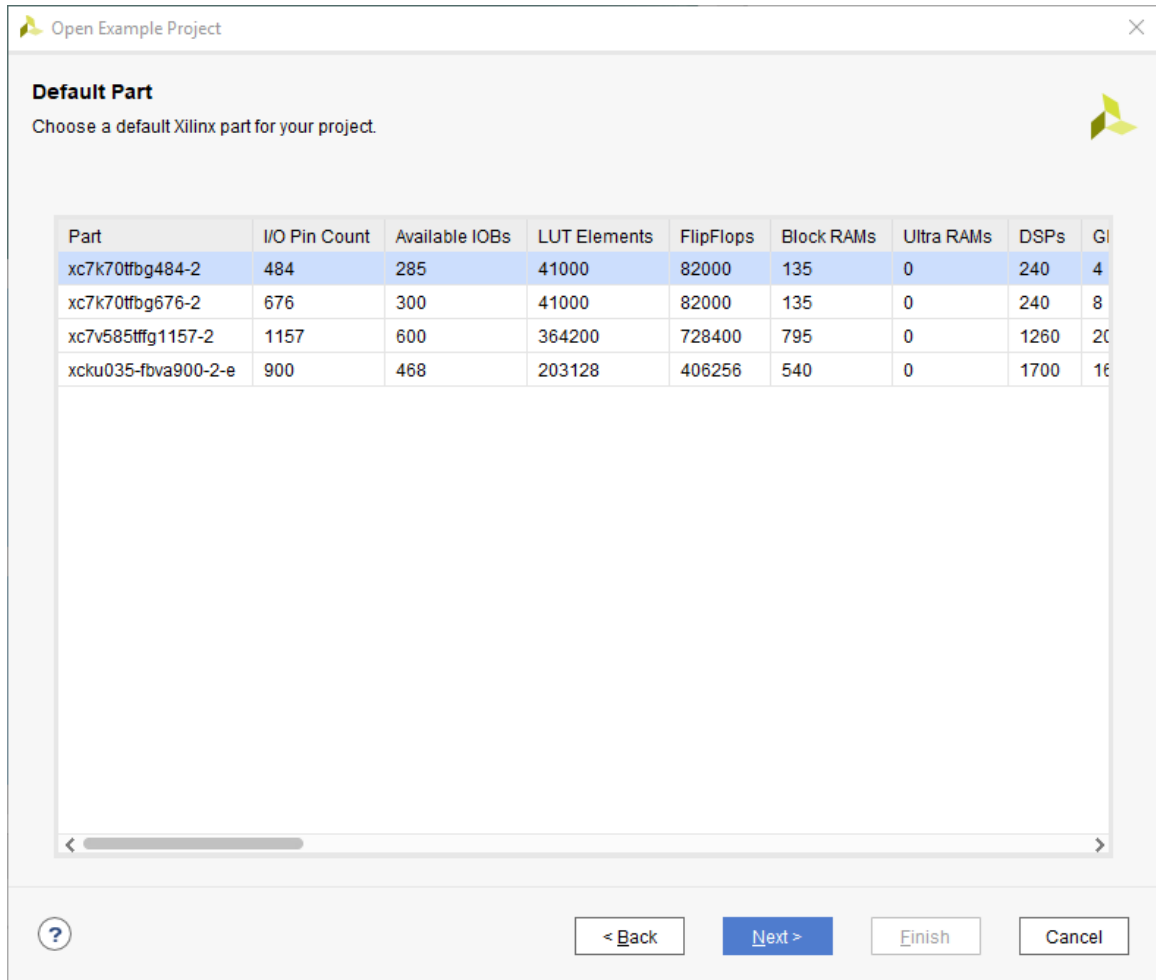 Open Example Project
Default Part
Choose a default Xilinx part for your project.
Part I/O Pin Count Available IOBs LUT Elements FlipFlops Block RAMs Ultra RAMs DSPs
xc7k70tfbg484-2 484 285 41000 82000 135 0 240 4
xc7k70tfbg676-2 676 300 41000 82000 135 0 240 8
xc7v585tffg1157-2 1157 600 364200 728400 795 0 1260 20
xcku035-fbva900-2-e 900 468 203128 406256 540 0 1700 16
?
< Back Next > Finish Cancel